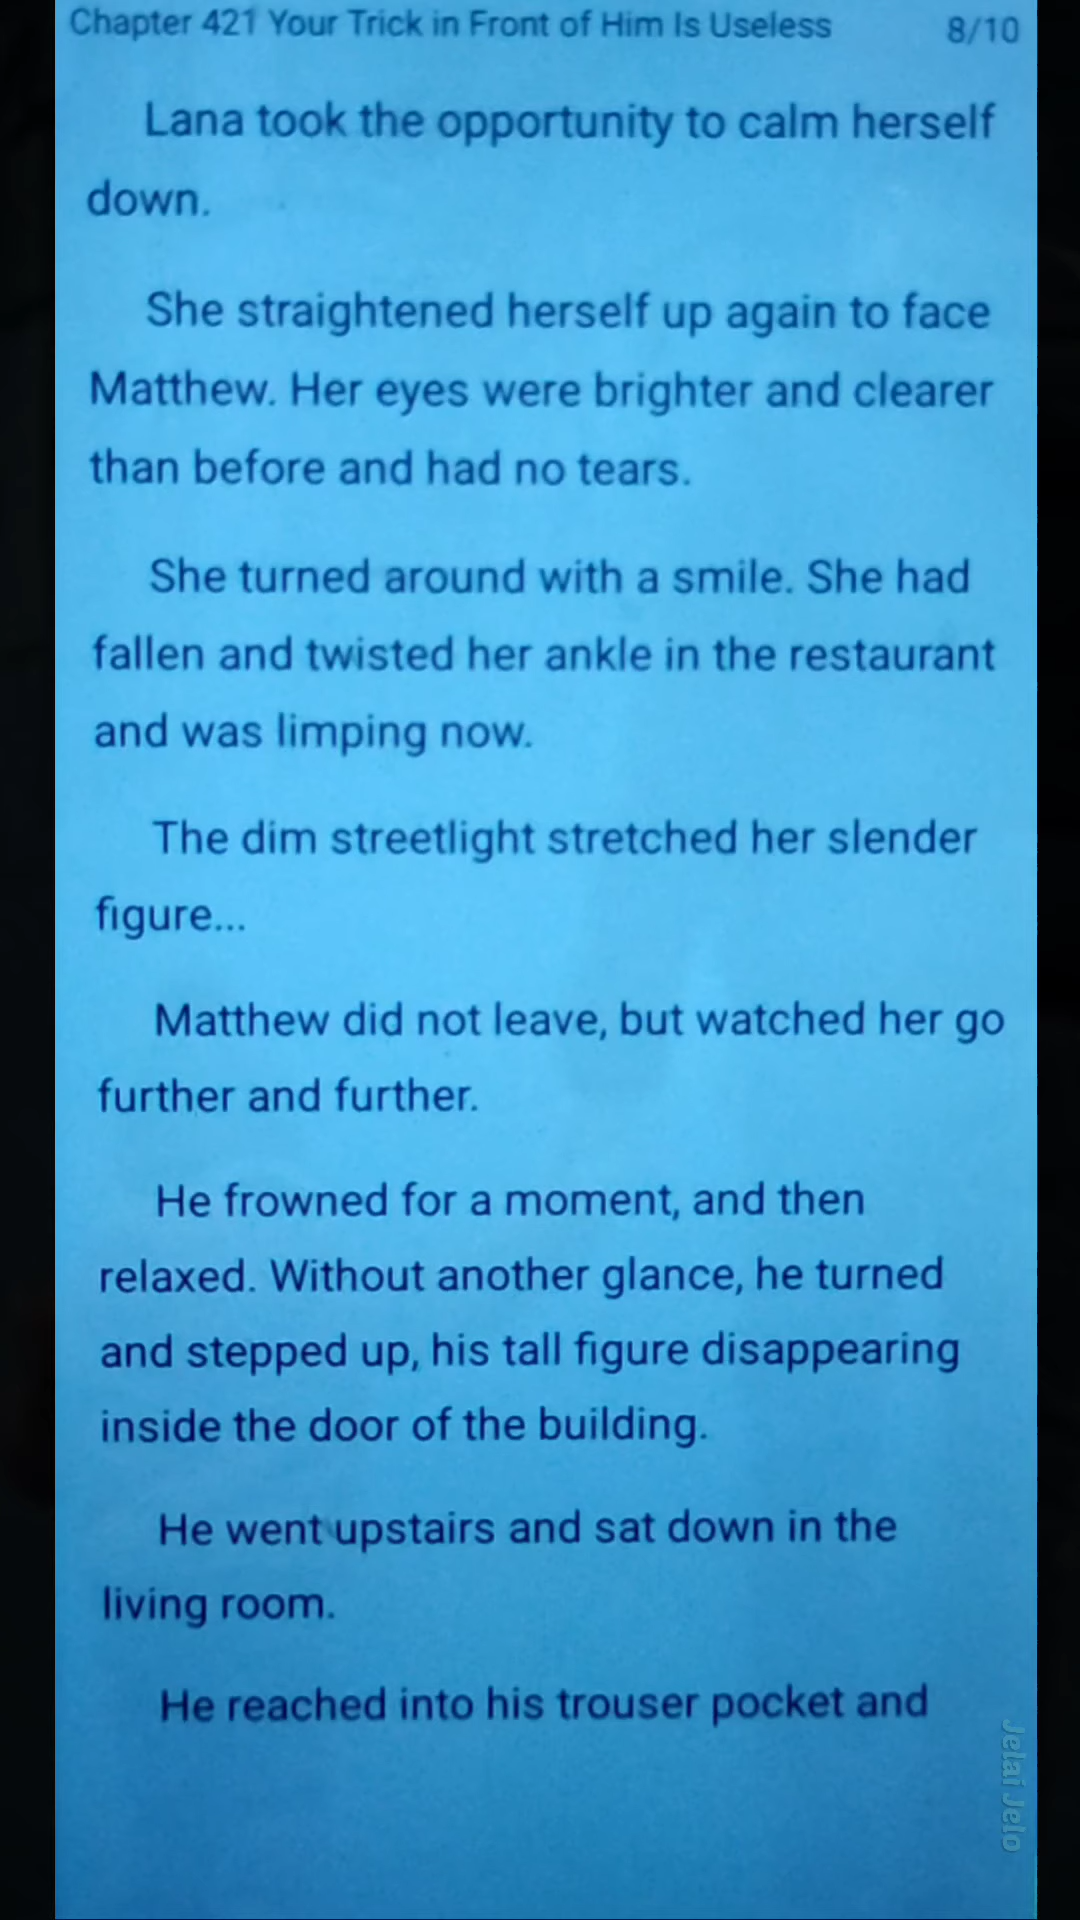 Chapter 421 Your Trick in Front of Him Is Useless 8/10
Lana took the opportunity to calm herself
down.
She straightened herself up again to face
Matthew. Her eyes were brighter and clearer
than before and had no tears.
She turned around with a smile. She had
fallen and twisted her ankle in the restaurant
and was limping now.
The dim streetlight stretched her slender
figure...
Matthew did not leave, but watched her go
further and further.
He frowned for a moment, and then
relaxed. Without another glance, he turned
and stepped up, his tall figure disappearing
inside the door of the building.
He went upstairs and sat down in the
living room.
He reached into his trouser pocket and
Jelai Jelo